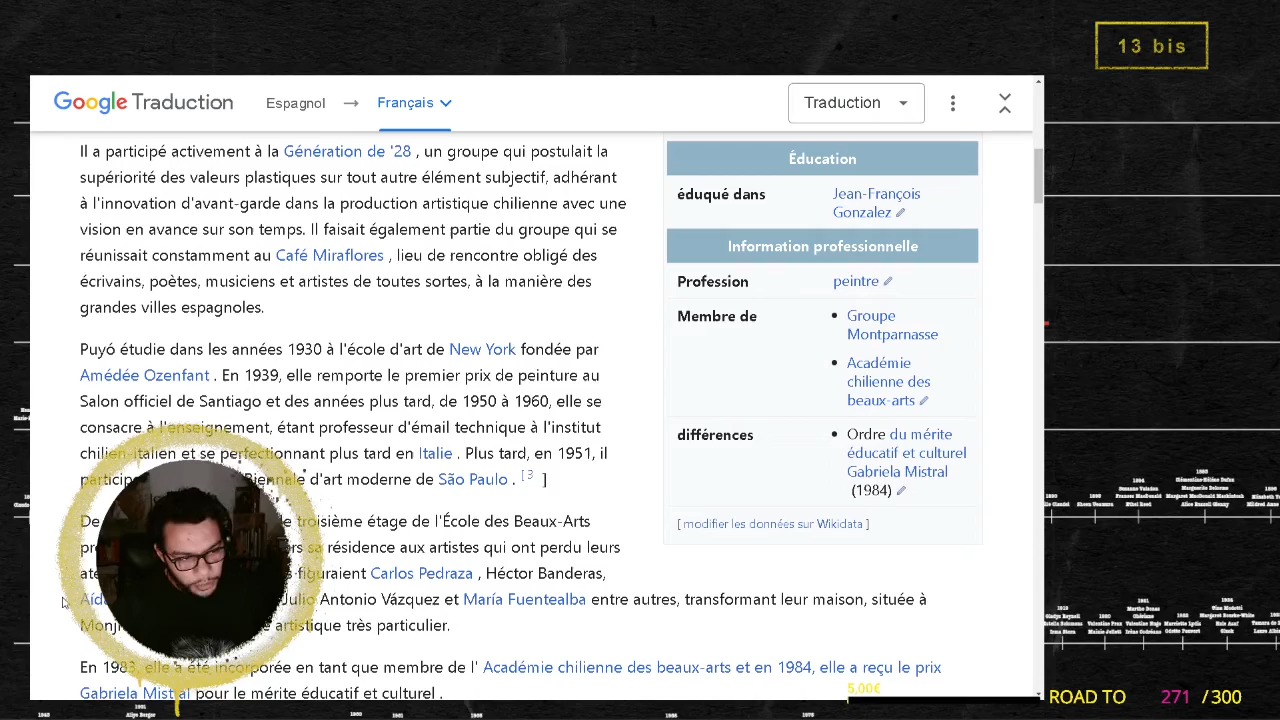 13 bis
Google Traduction
Espagnol → Français
Traduction
Il a participé activement à la Génération de '28 , un groupe qui postulait la
supériorité des valeurs plastiques sur tout autre élément subjectif, adhérant
à l'innovation d'avant-garde dans la production artistique chilienne avec une
vision en avance sur son temps. Il faisait également partie du groupe qui se
réunissait constamment au Café Miraflores , lieu de rencontre obligé des
écrivains, poètes, musiciens et artistes de toutes sortes, à la manière des
grandes villes espagnoles.
Puyó étudie dans les années 1930 à l'école d'art de New York fondée par
Amédée Ozenfant . En 1939, elle remporte le premier prix de peinture au
Salon officiel de Santiago et des années plus tard, de 1950 à 1960, elle se
consacre à l'enseignement, étant professeur d'émail technique à l'institut
chilien-italien et se perfectionnant plus tard en Italie . Plus tard, en 1951, il
Biennale d'art moderne de São Paulo . [ 3 ]
troisième étage de l'École des Beaux-Arts
sa résidence aux artistes qui ont perdu leurs
figuraient Carlos Pedraza , Héctor Banderas,
Julio Antonio Vázquez et María Fuentealba entre autres, transformant leur maison, située à
artistique et particulier.
En 1983, elle a été incorporée en tant que membre de l' Académie chilienne des beaux-arts et en 1984, elle a reçu le prix
Gabriela Mistral pour le mérite éducatif et culturel .
Éducation
éduqué dans
Jean-François
Gonzalez
Information professionnelle
Profession
peintre
Membre de
• Groupe
Montparnasse
• Académie
chilienne des
beaux-arts
différences
• Ordre du mérite
éducatif et culturel
Gabriela Mistral
(1984)
[ modifier les données sur Wikidata ]
5,00€
ROAD TO 271 / 300